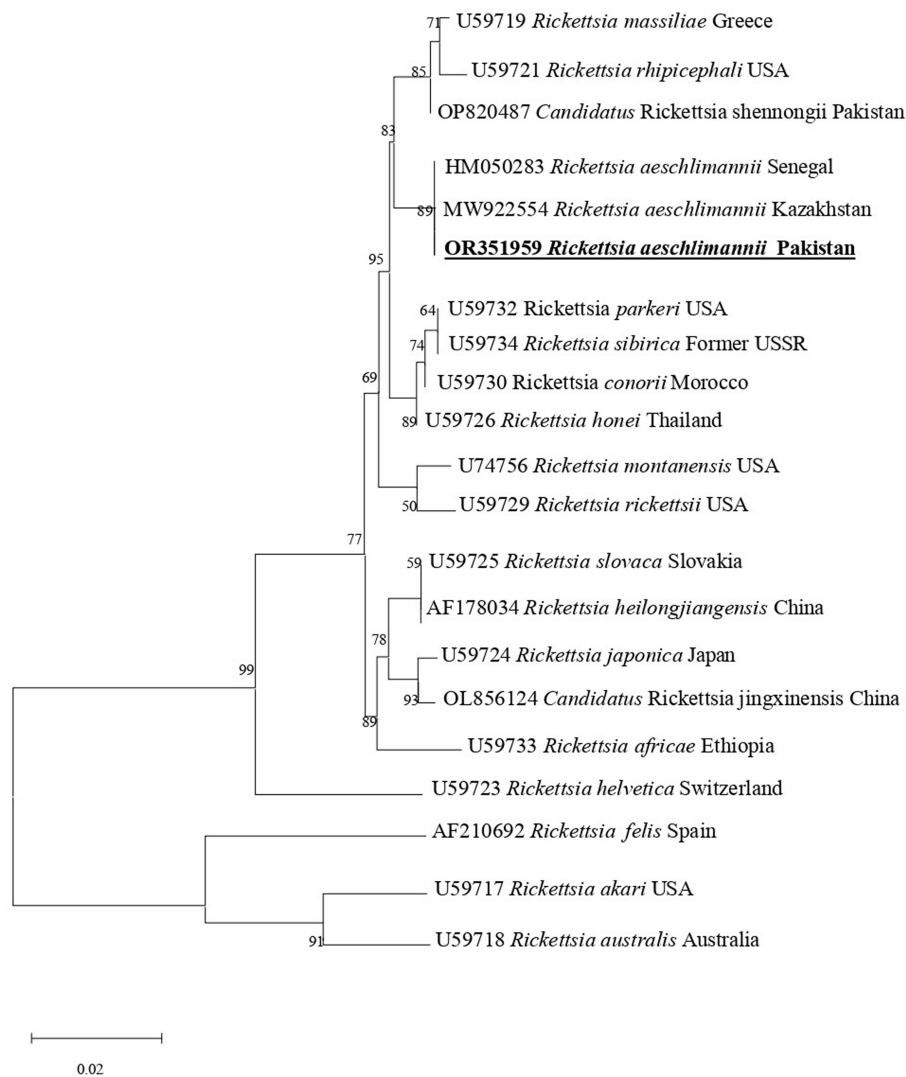 71 U59719 Rickettsia massiliae Greece
U59721 Rickettsia rhipicephali USA
85
OP820487 Candidatus Rickettsia shennongii Pakistan
83
HM050283 Rickettsia aeschlimannii Senegal
89 MW922554 Rickettsia aeschlimannii Kazakhstan
OR351959 Rickettsia aeschlimannii Pakistan
95
64 U59732 Rickettsia parkeri USA
74 U59734 Rickettsia sibirica Former USSR
U59730 Rickettsia conorii Morocco
69
89 U59726 Rickettsia honei Thailand
U74756 Rickettsia montanensis USA
50 U59729 Rickettsia rickettsii USA
77
59 U59725 Rickettsia slovaca Slovakia
AF178034 Rickettsia heilongjiangensis China
78
U59724 Rickettsia japonica Japan
99
93 OL856124 Candidatus Rickettsia jingxinensis China
89
U59733 Rickettsia africae Ethiopia
U59723 Rickettsia helvetica Switzerland
AF210692 Rickettsia felis Spain
U59717 Rickettsia akari USA
91 U59718 Rickettsia australis Australia
0.02